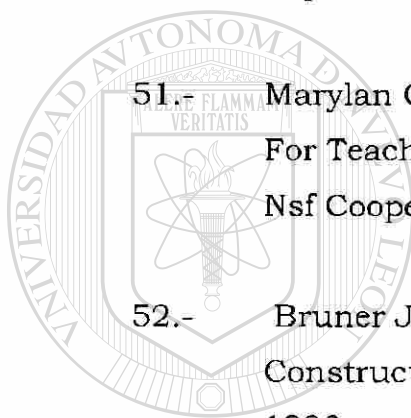 51.- Marylan C
For Teach
Nsf Coope
52.- Bruner J
Construct
UNIVERSIDAD AUTONOMA DE NUEVO LEON
ALERE FLAMMAM
VERITATIS